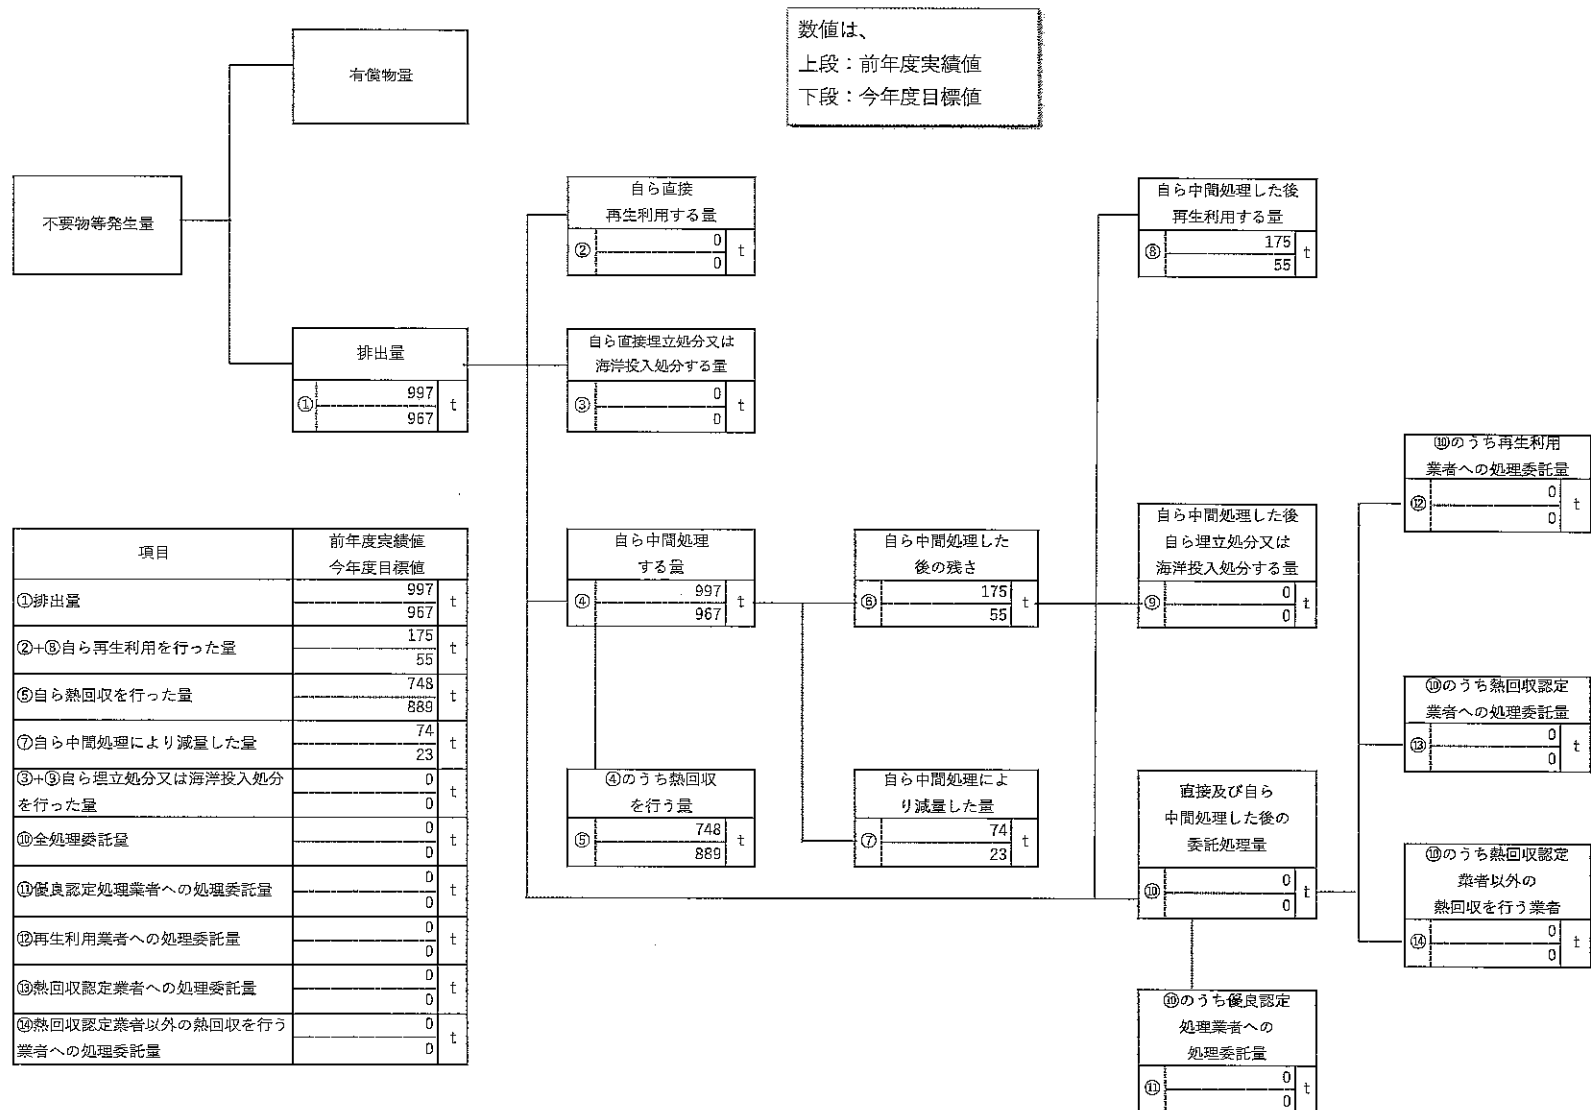 数値は、
上段：前年度実績値
下段：今年度目標値
有償物量
不要物等発生量
排出量
①
997
967
t
自ら直接
再生利用する量
②
0
0
t
自ら直接埋立処分又は
海洋投入処分する量
③
0
0
t
自ら中間処理
する量
④
997
967
t
④のうち熱回収
を行う量
⑤
748
889
t
自ら中間処理した
後の残さ
⑥
175
55
t
自ら中間処理によ
り減量した量
⑦
74
23
t
自ら中間処理した後
再生利用する量
⑧
175
55
t
自ら中間処理した後
自ら埋立処分又は
海洋投入処分する量
⑨
0
0
t
直接及び自ら
中間処理した後の
委託処理量
⑩
0
0
t
⑩のうち優良認定
処理業者への
処理委託量
⑪
0
0
t
⑩のうち再生利用
業者への処理委託量
⑫
0
0
t
⑩のうち熱回収認定
業者への処理委託量
⑬
0
0
t
⑩のうち熱回収認定
業者以外の
熱回収を行う業者
⑭
0
0
t
項目
前年度実績値
今年度目標値
①排出量
997
967
t
②+⑧自ら再生利用を行った量
175
55
t
⑤自ら熱回収を行った量
748
889
t
⑦自ら中間処理により減量した量
74
23
t
③+⑨自ら埋立処分又は海洋投入処分
を行った量
0
0
t
⑩全処理委託量
0
0
t
⑪優良認定処理業者への処理委託量
0
0
t
⑫再生利用業者への処理委託量
0
0
t
⑬熱回収認定業者への処理委託量
0
0
t
⑭熱回収認定業者以外の熱回収を行う
業者への処理委託量
0
0
t